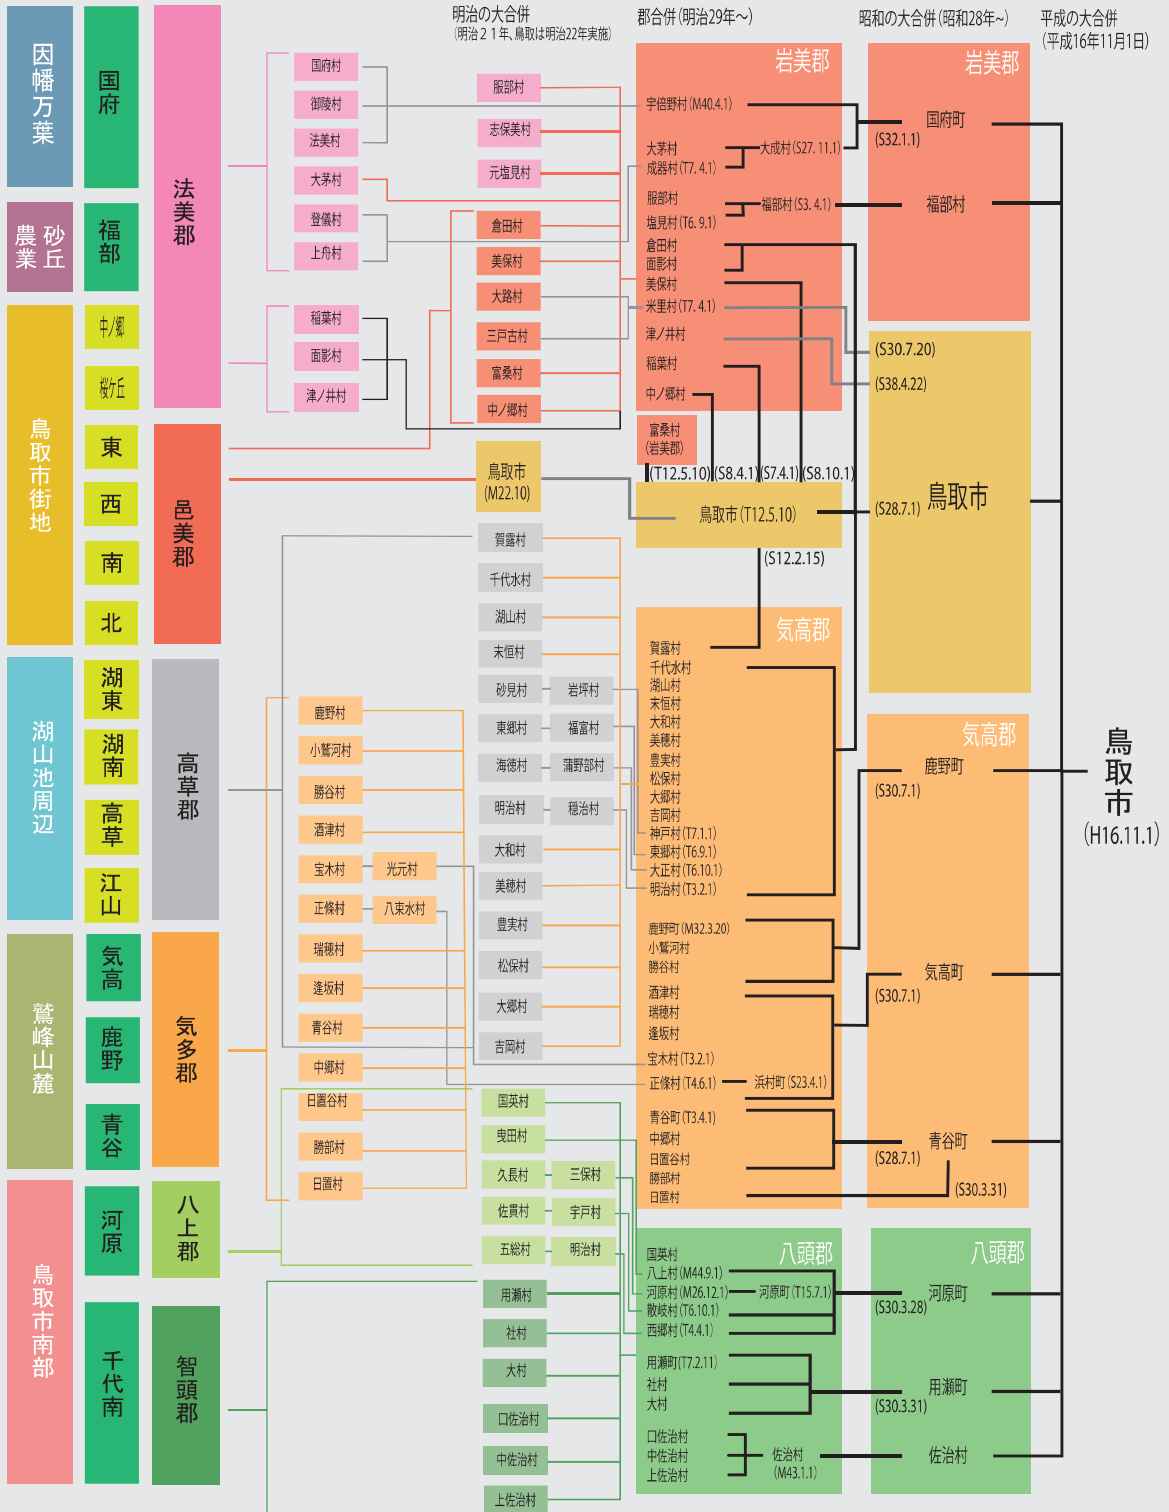 明治の大合併
(明治２１年、鳥取は明治22年実施)
郡合併(明治29年～)
昭和の大合併(昭和28年～)
平成の大合併
(平成16年11月1日)
因幡万葉
砂丘
農業
鳥取市街地
湖山池周辺
鷲峰山麓
鳥取市南部
国府
福部
中ノ郷
桜ケ丘
東
西
南
北
湖東
湖南
高草
江山
気高
鹿野
青谷
河原
千代南
法美郡
邑美郡
高草郡
気多郡
八上郡
智頭郡
国府村
御陵村
法美村
大茅村
登儀村
上舟村
稲葉村
面影村
津ノ井村
鹿野村
小鷲河村
勝谷村
酒津村
宝木村
光元村
正條村
八束水村
瑞穂村
逢坂村
青谷村
中郷村
日置谷村
勝部村
日置村
服部村
志保美村
元塩見村
倉田村
美保村
大路村
三戸古村
富桑村
中ノ郷村
鳥取市
(M22.10)
賀露村
千代水村
湖山村
末恒村
砂見村
岩坪村
東郷村
福富村
海徳村
蒲野部村
明治村
穏治村
大和村
美穂村
豊実村
松保村
大郷村
吉岡村
国英村
曳田村
久長村
三保村
佐貫村
宇戸村
五総村
明治村
用瀬村
社村
大村
口佐治村
中佐治村
上佐治村
岩美郡
宇倍野村(M40.4.1)
大茅村
成器村(T7.4.1)
大成村(S27.11.1)
服部村
塩見村(T6.9.1)
福部村(S3.4.1)
倉田村
面影村
美保村
米里村(T7.4.1)
津ノ井村
稲葉村
中ノ郷村
富桑村
(岩美郡)
(T12.5.10)
(S8.4.1)
(S7.4.1)
(S8.10.1)
鳥取市(T12.5.10)
(S12.2.15)
気高郡
賀露村
千代水村
湖山村
末恒村
大和村
美穂村
豊実村
松保村
大郷村
吉岡村
神戸村(T7.1.1)
東郷村(T6.9.1)
大正村(T6.10.1)
明治村(T3.2.1)
鹿野町(M32.3.20)
小鷲河村
勝谷村
酒津村
瑞穂村
逢坂村
宝木村(T3.2.1)
正條村(T4.6.1)
浜村町(S23.4.1)
青谷町(T3.4.1)
中郷村
日置谷村
勝部村
日置村
八頭郡
国英村
八上村(M44.9.1)
河原村(M26.12.1)
河原町(T15.7.1)
散岐村(T6.10.1)
西郷村(T4.4.1)
用瀬町(T7.2.11)
社村
大村
口佐治村
中佐治村
上佐治村
佐治村
(M43.1.1)
岩美郡
国府町
(S32.1.1)
福部村
(S30.7.20)
(S38.4.22)
鳥取市
(S28.7.1)
気高郡
鹿野町
(S30.7.1)
気高町
(S30.7.1)
青谷町
(S28.7.1)
(S30.3.31)
八頭郡
河原町
(S30.3.28)
用瀬町
(S30.3.31)
佐治村
鳥取市
(H16.11.1)